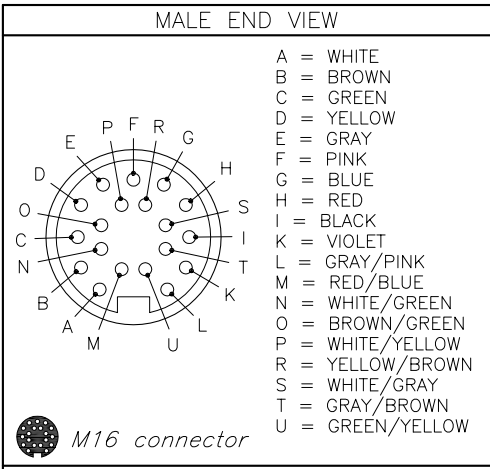 MALE END VIEW
A = WHITE
B = BROWN
C = GREEN
D = YELLOW
E = GRAY
F = PINK
G = BLUE
H = RED
I = BLACK
K = VIOLET
L = GRAY/PINK
M = RED/BLUE
N = WHITE/GREEN
O = BROWN/GREEN
P = WHITE/YELLOW
R = YELLOW/BROWN
S = WHITE/GRAY
T = GRAY/BROWN
U = GREEN/YELLOW
P F R
E G
D H
O S
C I
N T
B K
A L
M U
M16 connector